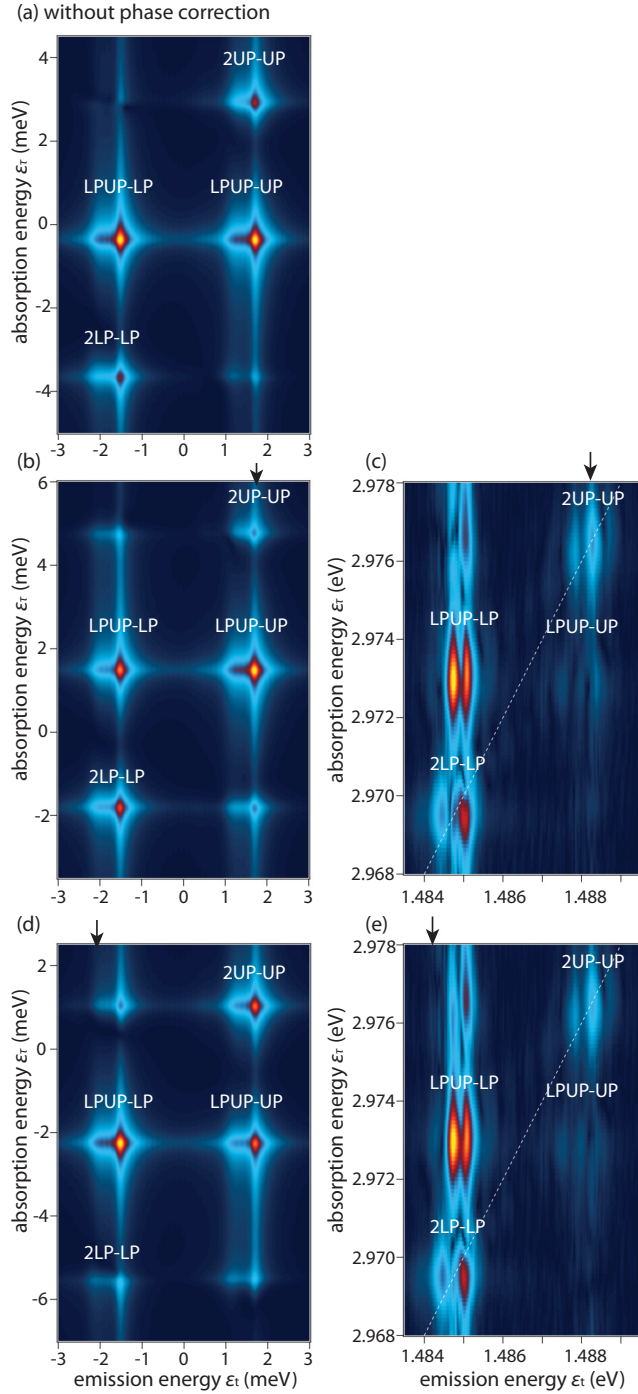 (a) without phase correction
absorption energy ετ (meV)
4
2
0
-2
-4
2UP-UP
LPUP-LP
LPUP-UP
2LP-LP
-3
-2
-1
0
1
2
3
(b)
absorption energy ετ (meV)
6
4
2
0
-2
2UP-UP
LPUP-LP
LPUP-UP
2LP-LP
-3
-2
-1
0
1
2
3
(c)
absorption energy ετ (eV)
2.978
2.976
2.974
2.972
2.970
2.968
2UP-UP
LPUP-LP
LPUP-UP
2LP-LP
1.484
1.486
1.488
(d)
absorption energy ετ (meV)
2
0
-2
-4
-6
2UP-UP
LPUP-LP
LPUP-UP
2LP-LP
-3
-2
-1
0
1
2
3
emission energy εt (meV)
(e)
absorption energy ετ (eV)
2.978
2.976
2.974
2.972
2.970
2.968
2UP-UP
LPUP-LP
LPUP-UP
2LP-LP
1.484
1.486
1.488
emission energy εt (eV)